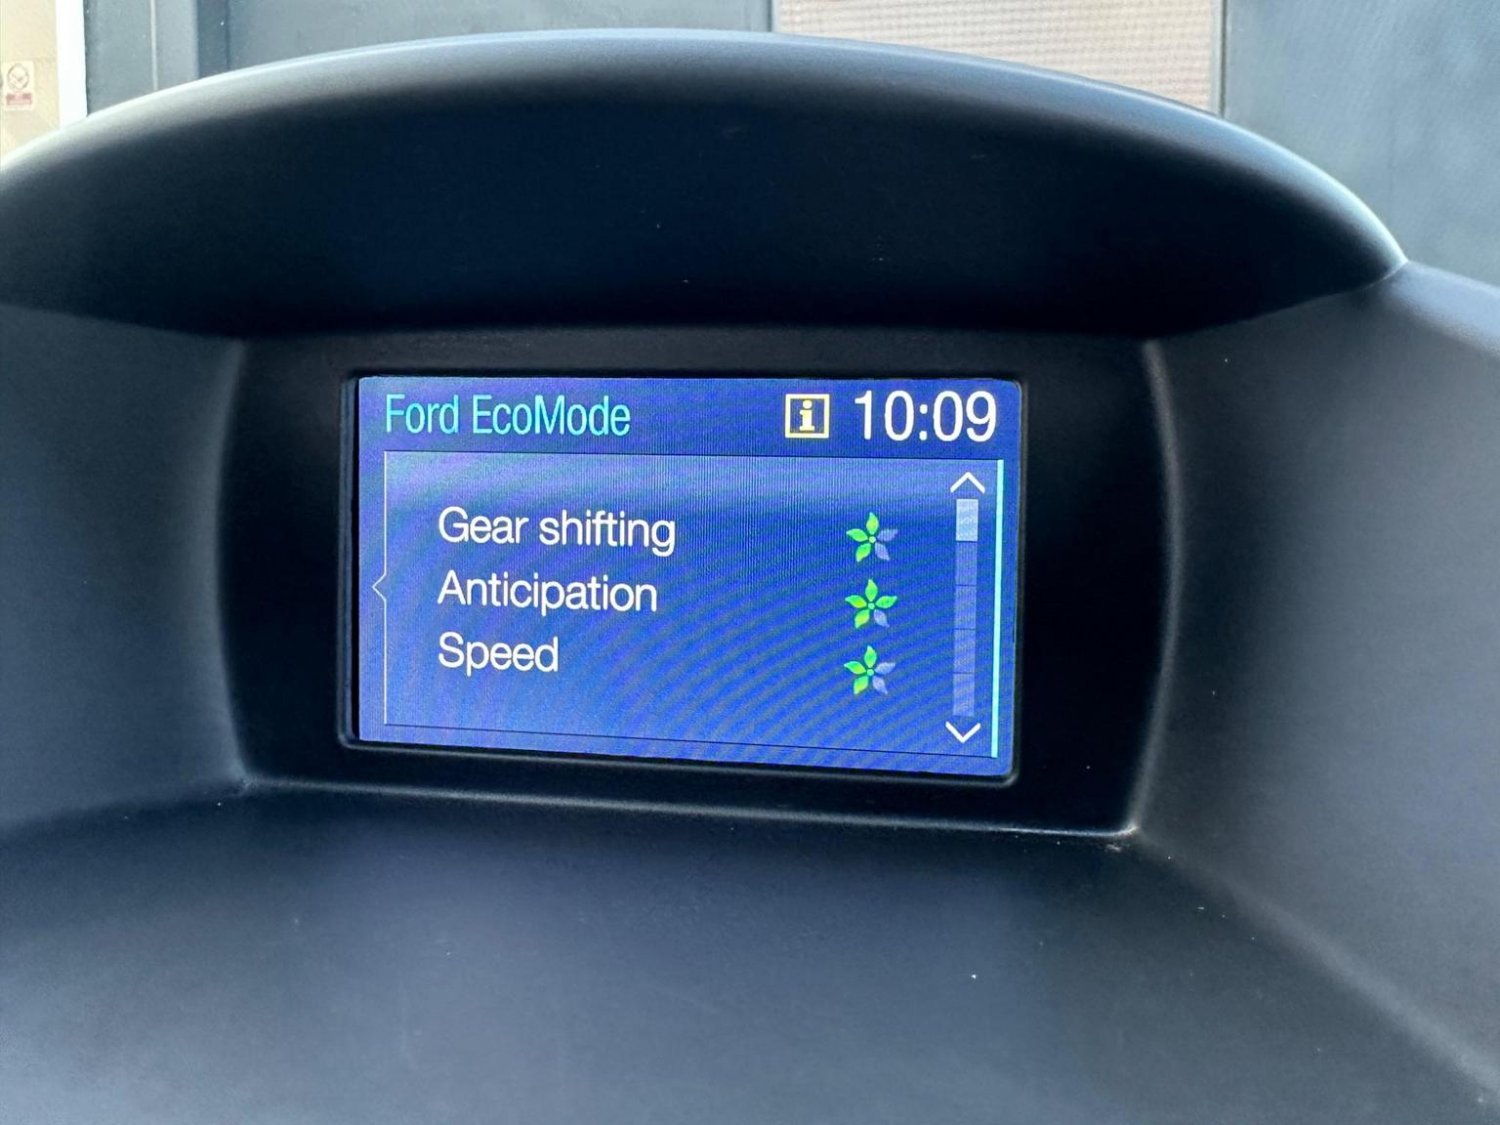 Ford EcoMode i 10:09
Gear shifting
Anticipation
Speed